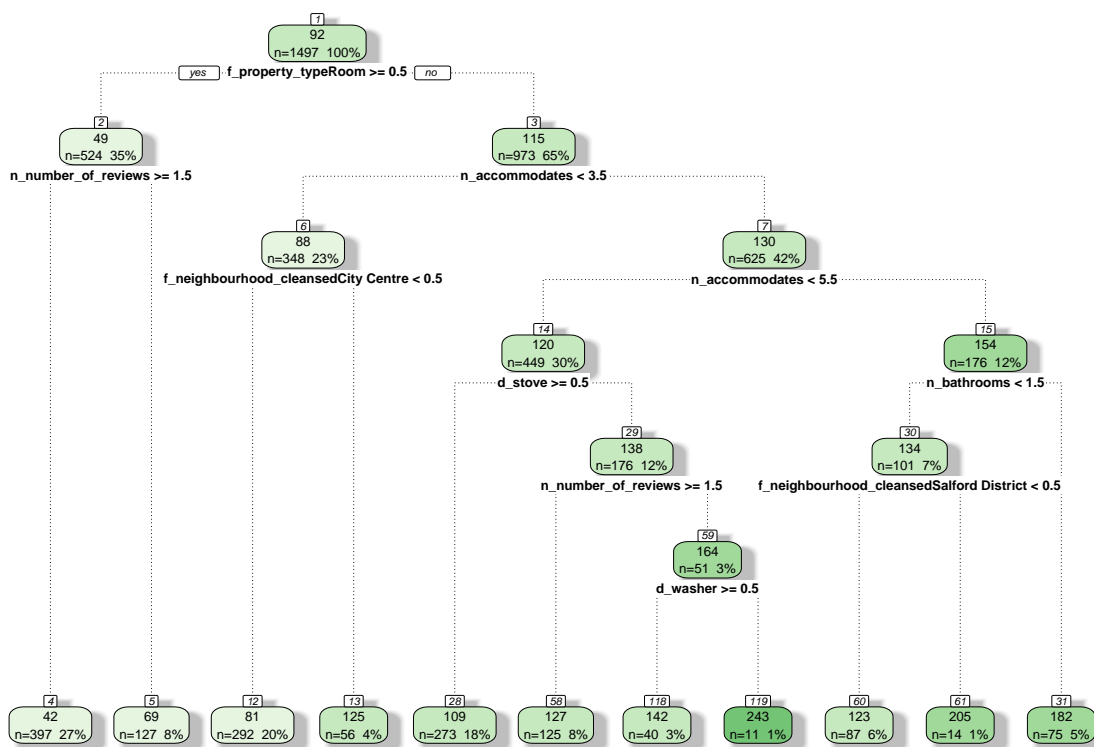 1
92
n=1497 100%
yes f_property_typeRoom >= 0.5 no
2
49
n=524 35%
n_number_of_reviews >= 1.5
3
115
n=973 65%
n_accommodates < 3.5
6
88
n=348 23%
f_neighbourhood_cleansedCity Centre < 0.5
7
130
n=625 42%
n_accommodates < 5.5
14
120
n=449 30%
d_stove >= 0.5
15
154
n=176 12%
n_bathrooms < 1.5
29
138
n=176 12%
n_number_of_reviews >= 1.5
30
134
n=101 7%
f_neighbourhood_cleansedSalford District < 0.5
59
164
n=51 3%
d_washer >= 0.5
4
42
n=397 27%
5
69
n=127 8%
12
81
n=292 20%
13
125
n=56 4%
28
109
n=273 18%
58
127
n=125 8%
118
142
n=40 3%
119
243
n=11 1%
60
123
n=87 6%
61
205
n=14 1%
31
182
n=75 5%